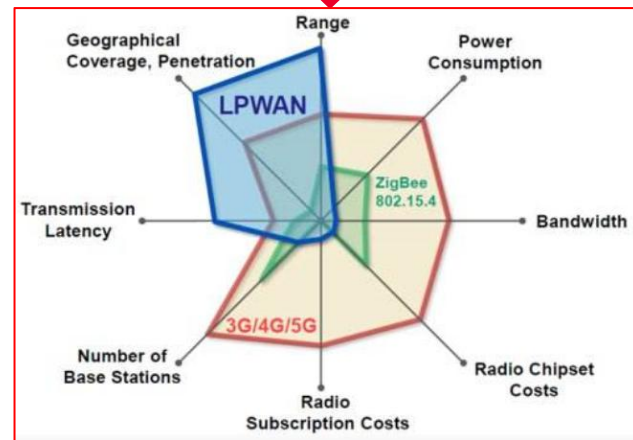 Range
Geographical
Coverage, Penetration
Power
Consumption
LPWAN
ZigBee
802.15.4
Transmission
Latency
Bandwidth
3G/4G/5G
Number of
Base Stations
Radio
Subscription Costs
Radio Chipset
Costs